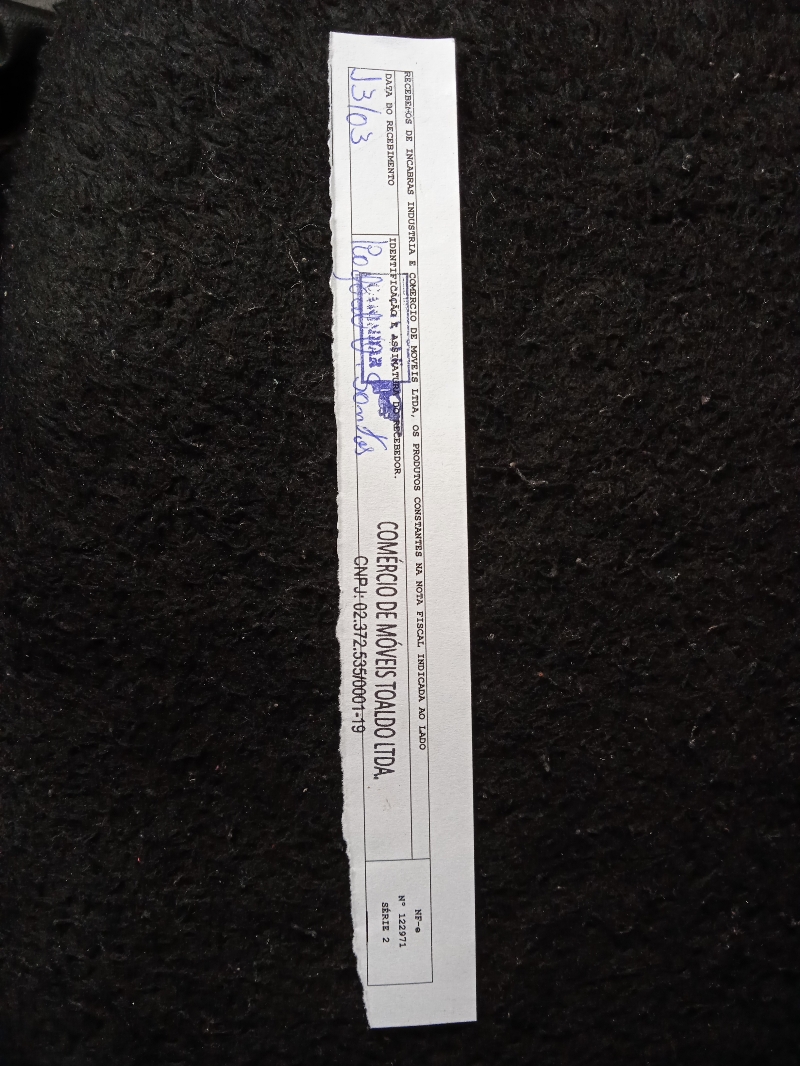 RECEBEMOS DE INCABRAS INDUSTRIA E COMERCIO DE MOVEIS LTDA, OS PRODUTOS CONSTANTES NA NOTA FISCAL INDICADA AO LADO
DATA DO RECEBIMENTO
13/03
IDENTIFICAÇÃO E ASSINATURA DO RECEBEDOR.
Santos
COMÉRCIO DE MÓVEIS TOALDO LTDA.
CNPJ: 02.372.535/0001-19
NF-e
Nº 122971
SÉRIE 2